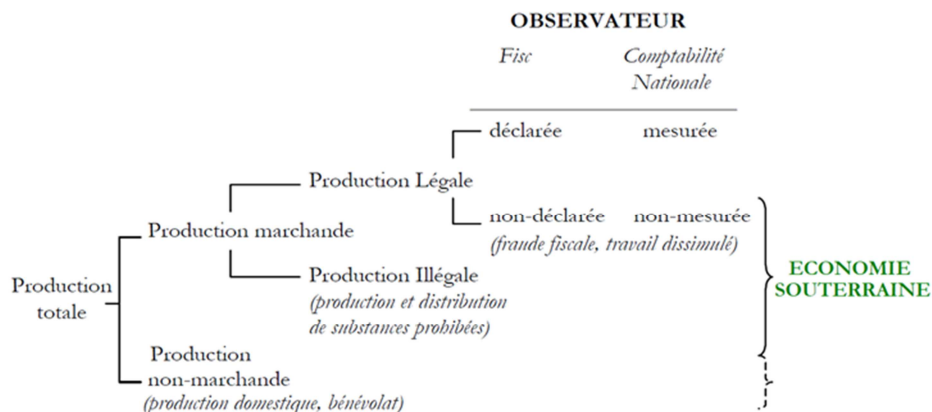 OBSERVATEUR
Fisc
Comptabilité
Nationale
déclarée
mesurée
Production Légale
non-déclarée
non-mesurée
(fraude fiscale, travail dissimulé)
Production marchande
ECONOMIE
SOUTERRAINE
Production Illégale
(production et distribution
de substances prohibées)
Production
totale
Production
non-marchande
(production domestique, bénévolat)